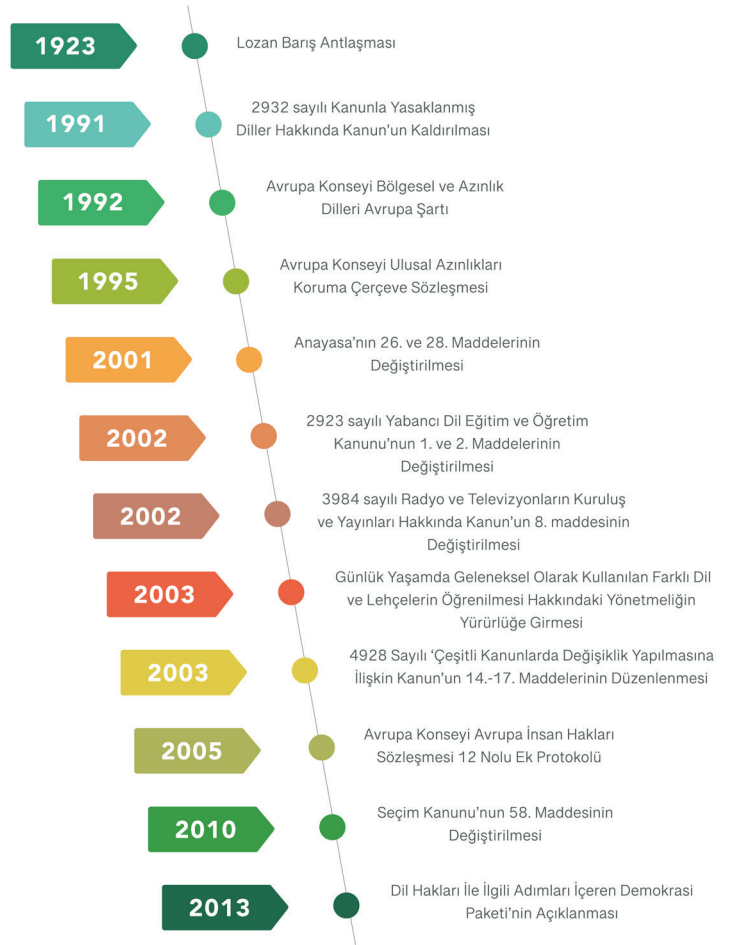 1923
Lozan Barış Antlaşması
1991
2932 sayılı Kanunla Yasaklanmış
Diller Hakkında Kanun’un Kaldırılması
1992
Avrupa Konseyi Bölgesel ve Azınlık
Dilleri Avrupa Şartı
1995
Avrupa Konseyi Ulusal Azınlıkları
Koruma Çerçeve Sözleşmesi
2001
Anayasa’nın 26. ve 28. Maddelerinin
Değiştirilmesi
2002
2923 sayılı Yabancı Dil Eğitim ve Öğretim
Kanunu’nun 1. ve 2. Maddelerinin
Değiştirilmesi
2002
3984 sayılı Radyo ve Televizyonların Kuruluş
ve Yayınları Hakkında Kanun’un 8. maddesinin
Değiştirilmesi
2003
Günlük Yaşamda Geleneksel Olarak Kullanılan Farklı Dil
ve Lehçelerin Öğrenilmesi Hakkındaki Yönetmeliğin
Yürürlüğe Girmesi
2003
4928 Sayılı ‘Çeşitli Kanunlarda Değişiklik Yapılmasına
İlişkin Kanun’un 14.-17. Maddelerinin Düzenlenmesi
2005
Avrupa Konseyi Avrupa İnsan Hakları
Sözleşmesi 12 Nolu Ek Protokolü
2010
Seçim Kanunu’nun 58. Maddesinin
Değiştirilmesi
2013
Dil Hakları İle İlgili Adımları İçeren Demokrasi
Paketi’nin Açıklanması